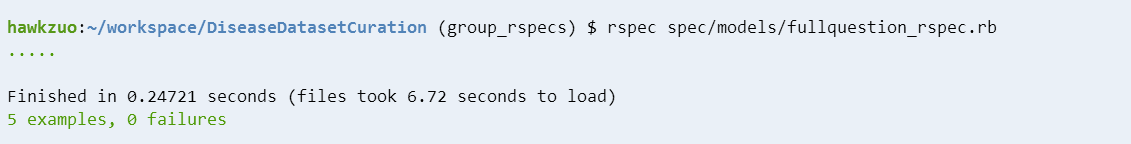 hawkzuo:~/workspace/DiseaseDatasetCuration (group_rspecs) $ rspec spec/models/fullquestion_rspec.rb
.....
Finished in 0.24721 seconds (files took 6.72 seconds to load)
5 examples, 0 failures